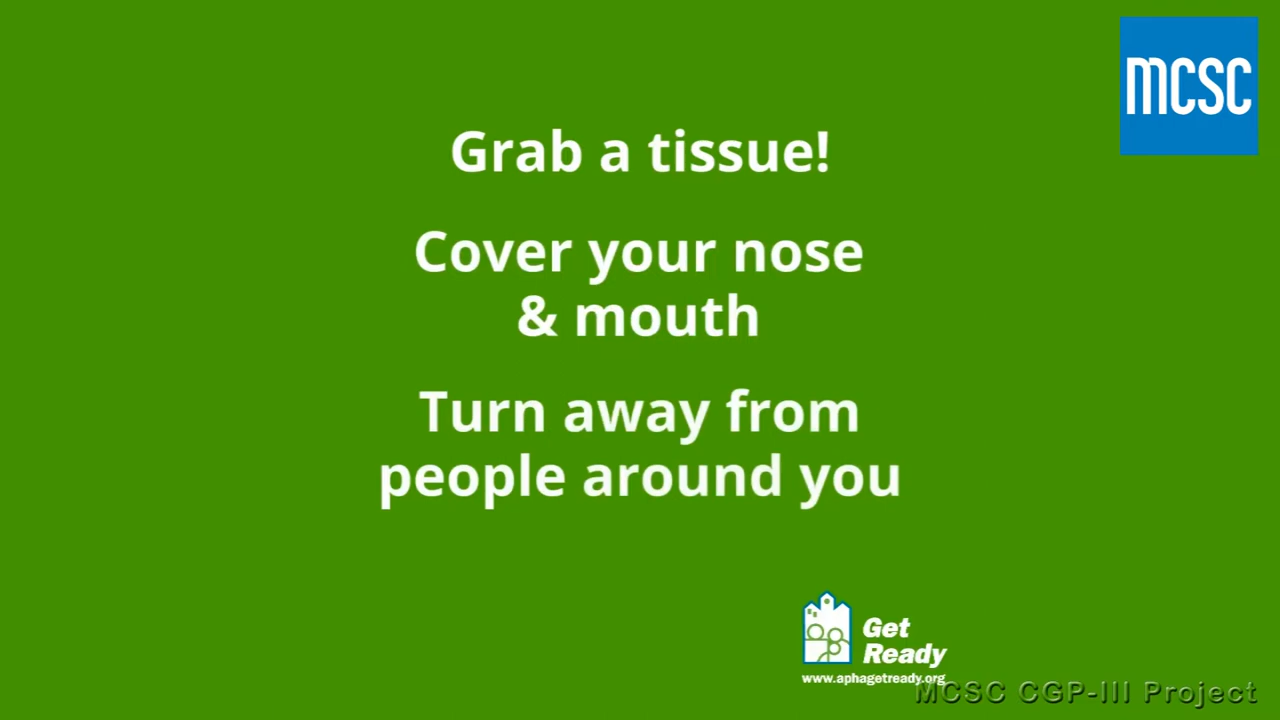 mcsc
Grab a tissue!
Cover your nose
& mouth
Turn away from
people around you
Get
Ready
www.aphagetready.org
MCSC CGP-III Project